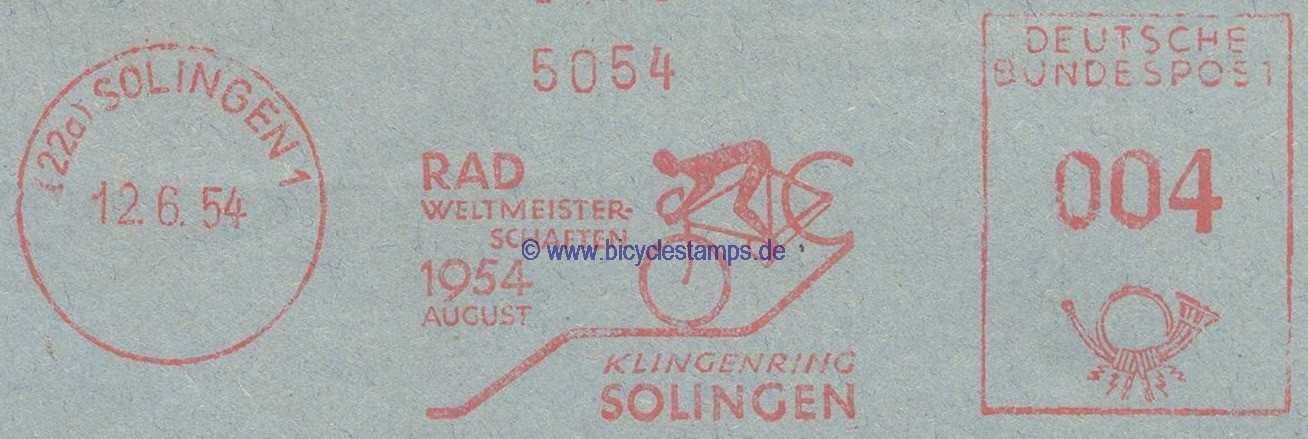 (22a) SOLINGEN 1
12.6.54
5054
RAD
WELTMEISTER-
SCHAFTEN
1954
AUGUST
KLINGENRING
SOLINGEN
DEUTSCHE
BUNDESPOST
004
© www.bicyclestamps.de